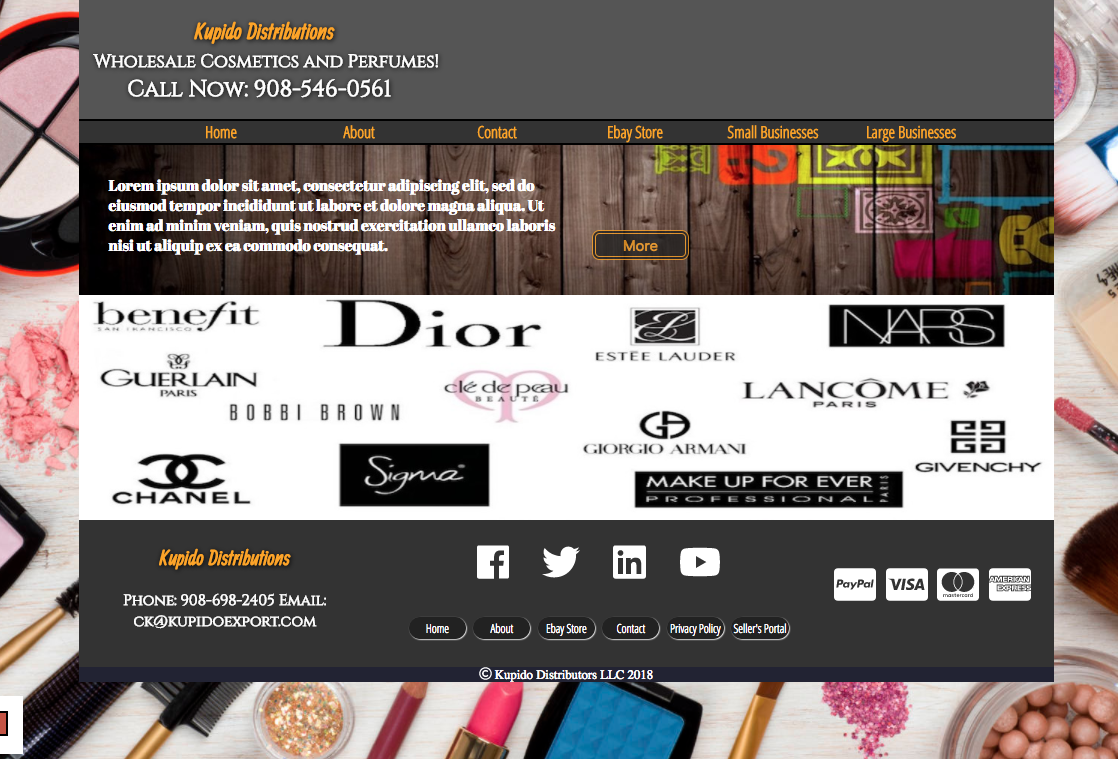 Kupido Distributions
Wholesale Cosmetics and Perfumes!
Call Now: 908-546-0561
Home About Contact Ebay Store Small Businesses Large Businesses
Lorem ipsum dolor sit amet, consectetur adipiscing elit, sed do
eiusmod tempor incididunt ut labore et dolore magna aliqua. Ut
enim ad minim veniam, quis nostrud exercitation ullamco laboris
nisi ut aliquip ex ea commodo consequat.
More
benefit
SAN FRANCISCO
Dior
ESTĒE LAUDER
NARS
GUERLAIN
PARIS
clé de peau
BEAUTÉ
LANCÔME
PARIS
BOBBI BROWN
GIORGIO ARMANI
GIVENCHY
CHANEL
Sigma
MAKE UP FOR EVER
PROFESSIONAL
PARIS
Kupido Distributions
Phone: 908-698-2405 Email:
ck@kupidoexport.com
PayPal VISA mastercard AMERICAN EXPRESS
Home About Ebay Store Contact Privacy Policy Seller's Portal
© Kupido Distributors LLC 2018